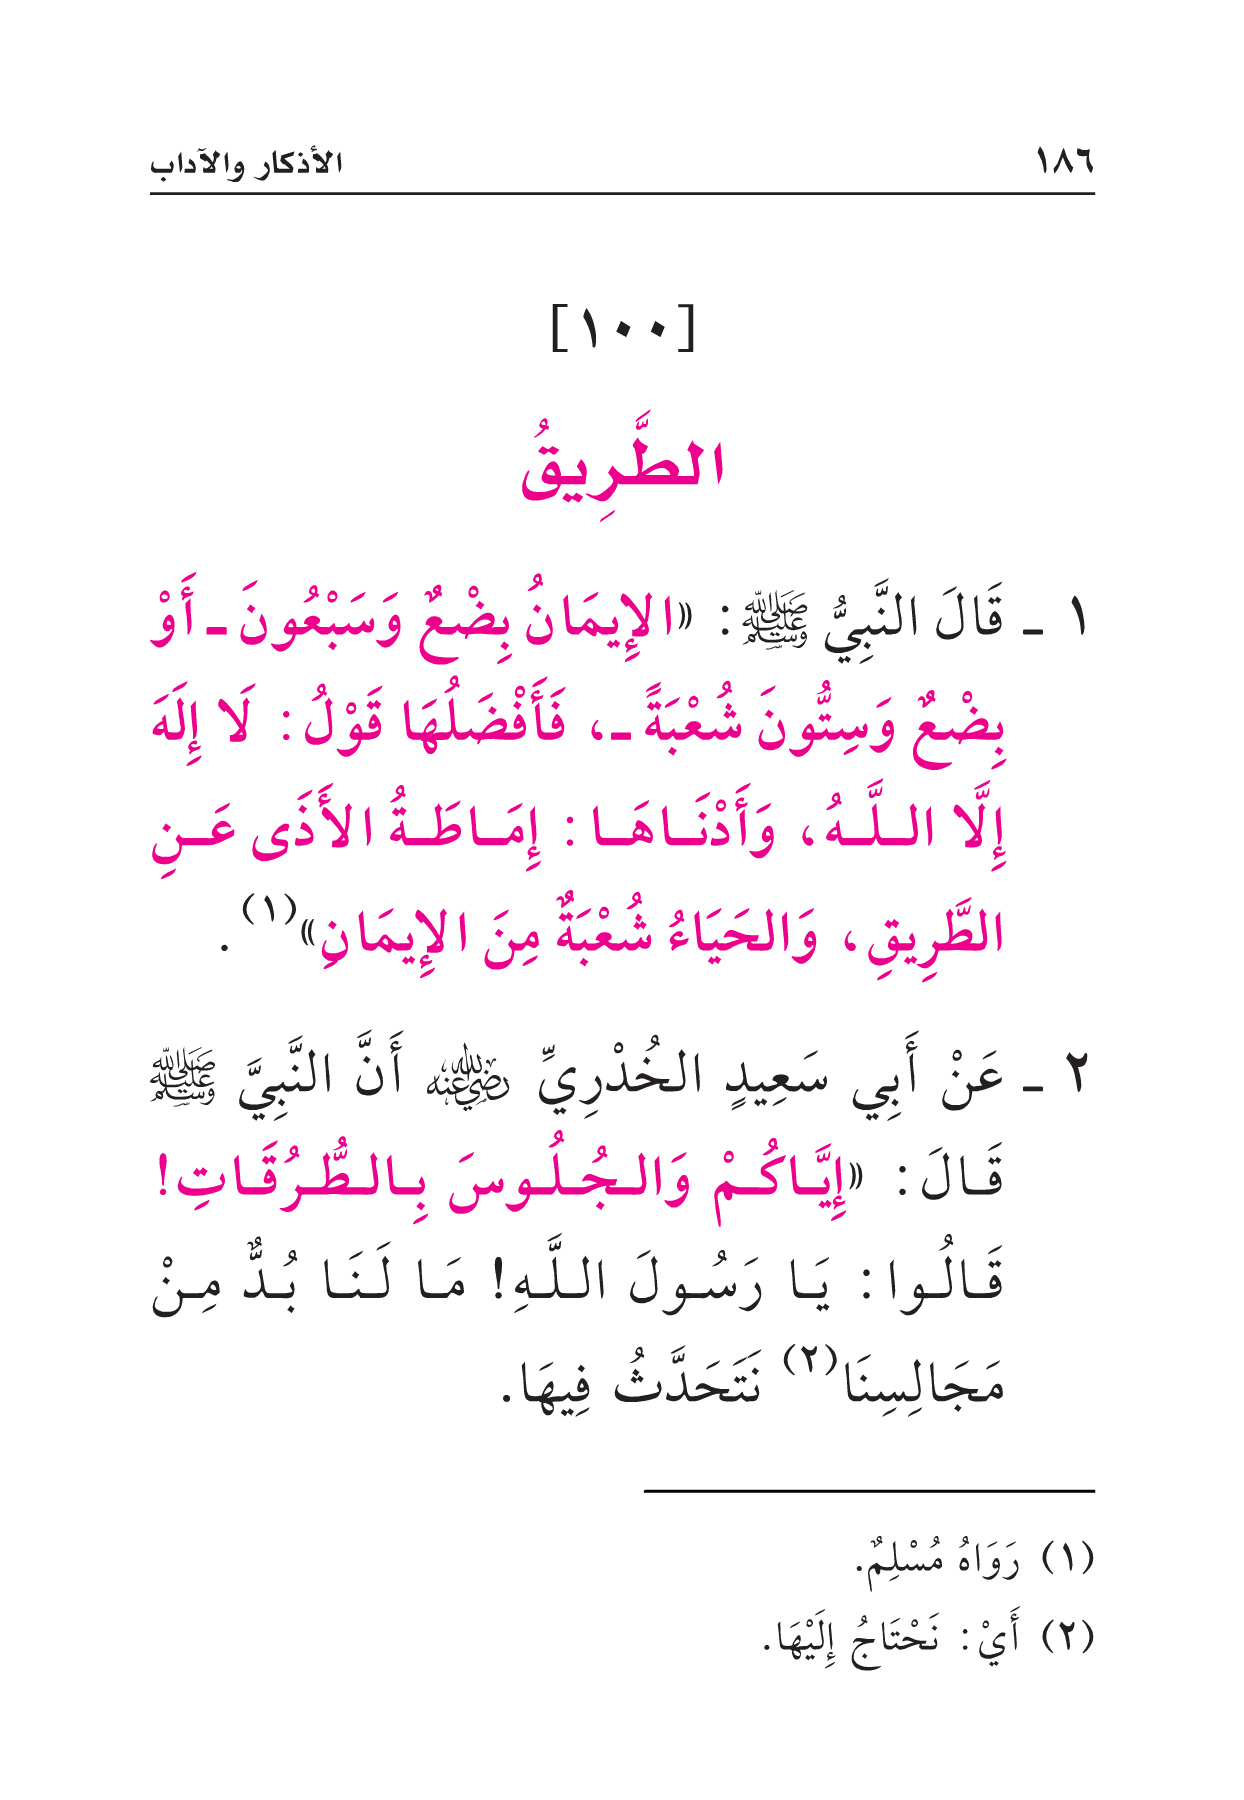 ١٨٦ الأذكار والآداب
[١٠٠]
الطَّرِيقُ
١ ـ قَالَ النَّبِيُّ ﷺ: «الإِيمَانُ بِضْعٌ وَسَبْعُونَ ـ أَوْ
بِضْعٌ وَسِتُّونَ شُعْبَةً ـ، فَأَفْضَلُهَا قَوْلُ: لَا إِلَهَ
إِلَّا اللَّهُ، وَأَدْنَاهَا: إِمَاطَةُ الأَذَى عَنِ
الطَّرِيقِ، وَالحَيَاءُ شُعْبَةٌ مِنَ الإِيمَانِ»(١).
٢ ـ عَنْ أَبِي سَعِيدٍ الخُدْرِيِّ رضي الله عنه أَنَّ النَّبِيَّ ﷺ
قَالَ: «إِيَّاكُمْ وَالجُلُوسَ بِالطُّرُقَاتِ!
قَالُوا: يَا رَسُولَ اللَّهِ! مَا لَنَا بُدٌّ مِنْ
مَجَالِسِنَا(٢) نَتَحَدَّثُ فِيهَا.
(١) رَوَاهُ مُسْلِمٌ.
(٢) أَيْ: نَحْتَاجُ إِلَيْهَا.